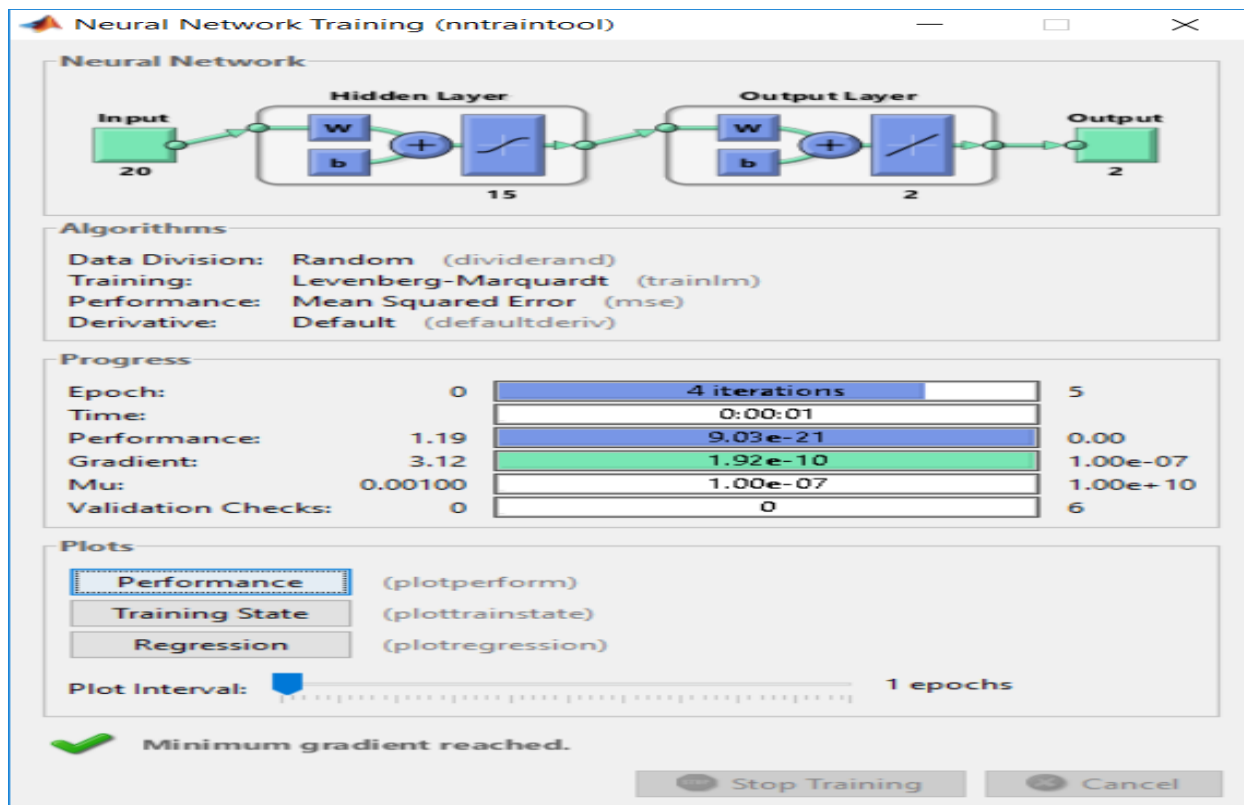 Neural Network Training (nntraintool)
Neural Network
Hidden Layer
Output Layer
Input
Output
W
b
+
W
b
+
20
15
2
2
Algorithms
Data Division: Random (dividerand)
Training: Levenberg-Marquardt (trainlm)
Performance: Mean Squared Error (mse)
Derivative: Default (defaultderiv)
Progress
Epoch: 0 4 iterations 5
Time: 0:00:01
Performance: 1.19 9.03e-21 0.00
Gradient: 3.12 1.92e-10 1.00e-07
Mu: 0.00100 1.00e-07 1.00e+10
Validation Checks: 0 0 6
Plots
Performance (plotperform)
Training State (plottrainstate)
Regression (plotregression)
Plot Interval: 1 epochs
Minimum gradient reached.
Stop Training Cancel